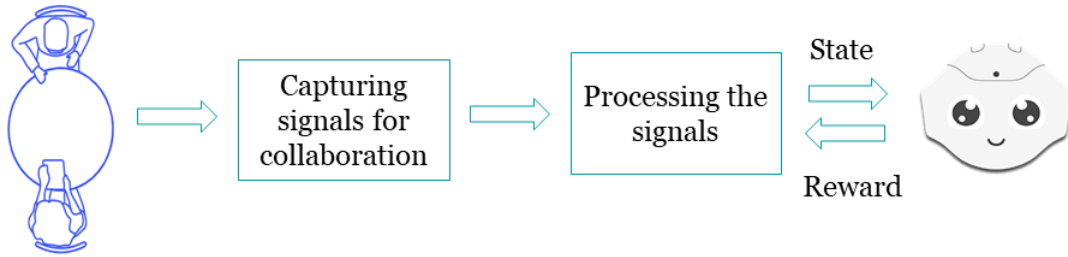 Capturing
signals for
collaboration
Processing the
signals
State
Reward